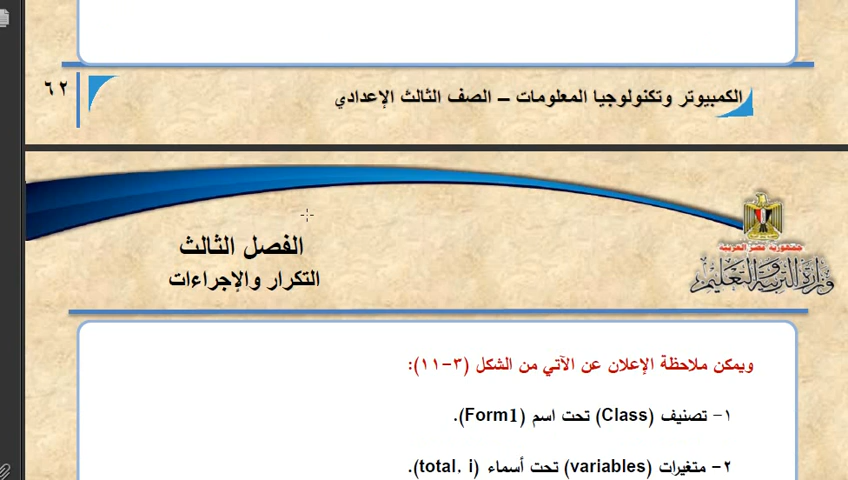 الكمبيوتر وتكنولوجيا المعلومات – الصف الثالث الإعدادي
٦٢
جمهورية مصر العربية
وزارة التربية والتعليم
الفصل الثالث
التكرار والإجراءات
ويمكن ملاحظة الإعلان عن الآتي من الشكل (٣-١١):
١- تصنيف (Class) تحت اسم (Form1).
٢- متغيرات (variables) تحت أسماء (total, i).